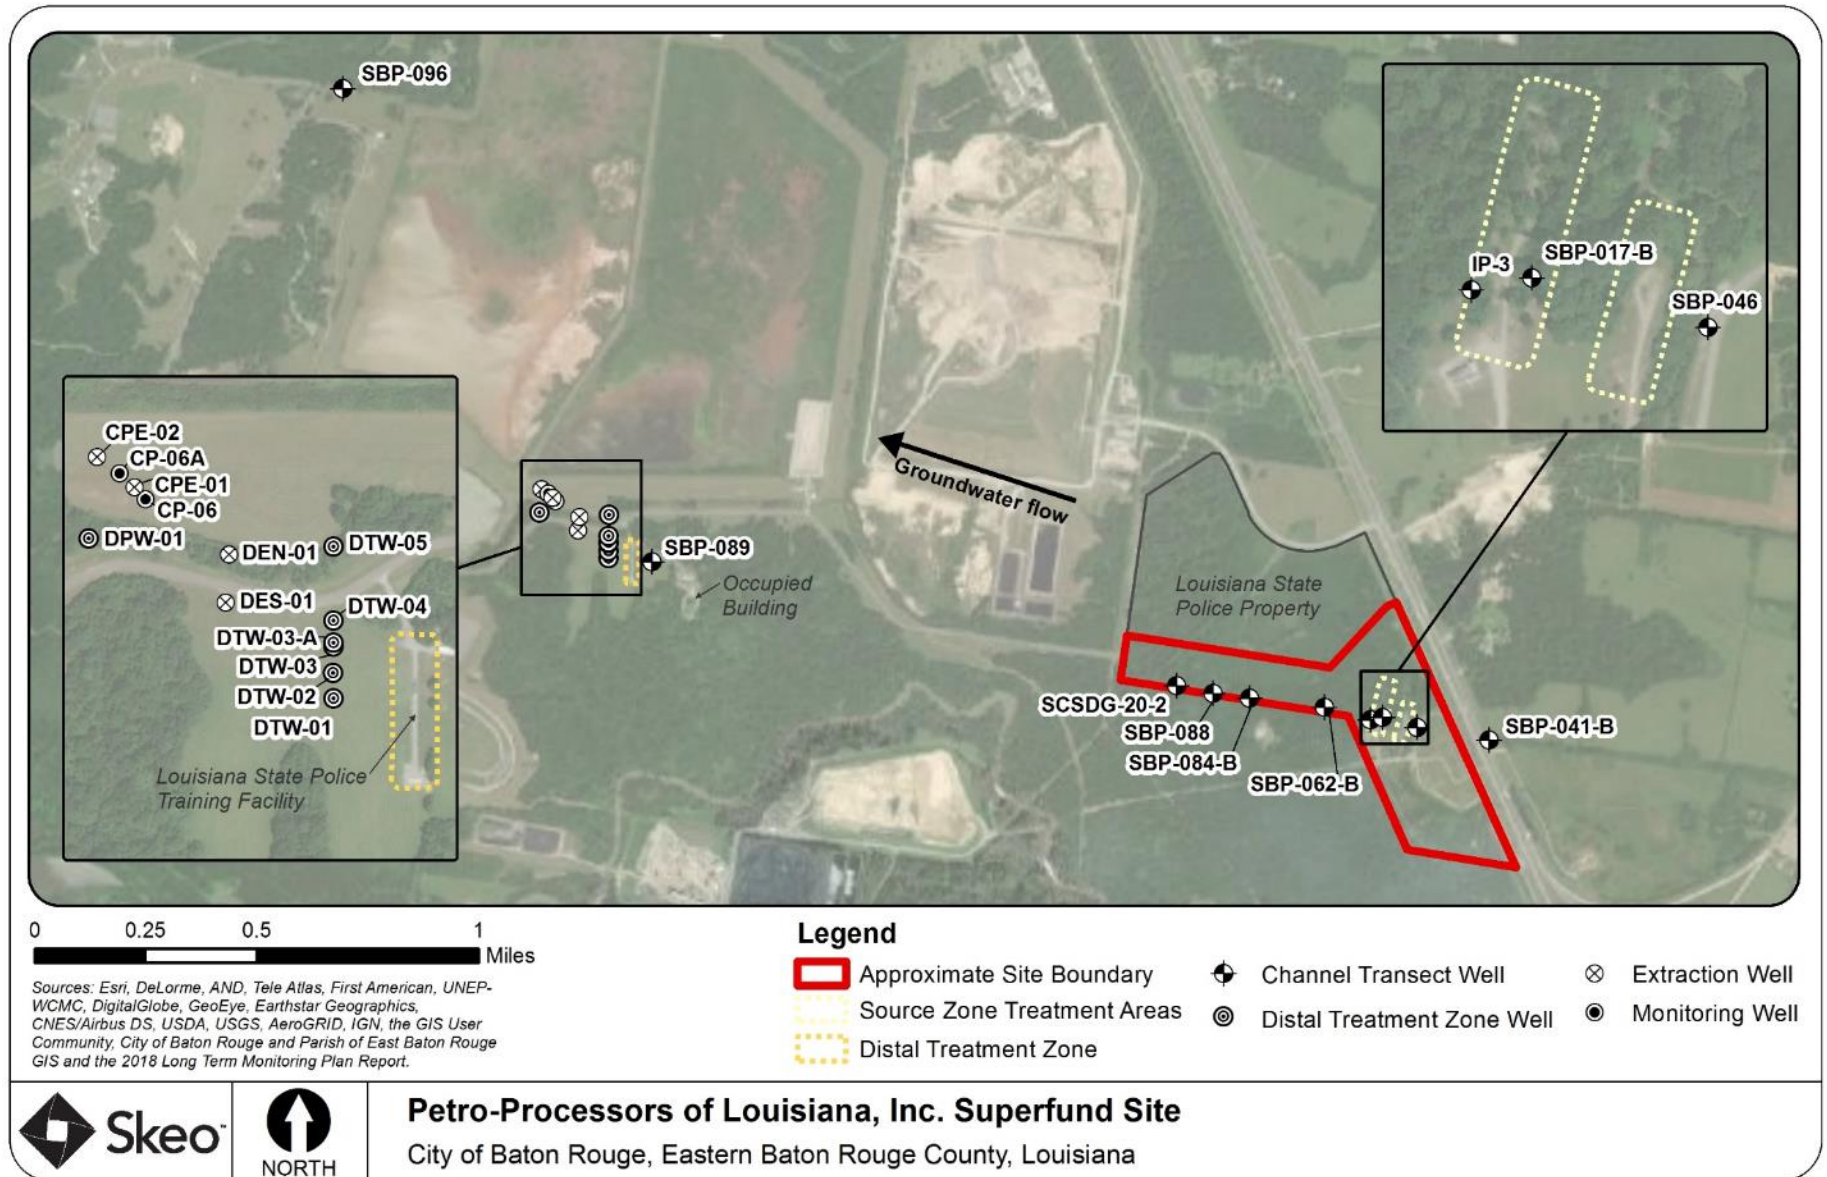 SBP-096
SBP-017-B
IP-3
SBP-046
CPE-02
CP-06A
CPE-01
CP-06
DPW-01
DEN-01
DTW-05
DES-01
DTW-04
DTW-03-A
DTW-03
DTW-02
DTW-01
Louisiana State Police
Training Facility
Groundwater flow
SBP-089
Occupied
Building
Louisiana State
Police Property
SCSDG-20-2
SBP-088
SBP-084-B
SBP-062-B
SBP-041-B
0 0.25 0.5 1
Miles
Sources: Esri, DeLorme, AND, Tele Atlas, First American, UNEP-
WCMC, DigitalGlobe, GeoEye, Earthstar Geographics,
CNES/Airbus DS, USDA, USGS, AeroGRID, IGN, the GIS User
Community, City of Baton Rouge and Parish of East Baton Rouge
GIS and the 2018 Long Term Monitoring Plan Report.
Legend
Approximate Site Boundary
Source Zone Treatment Areas
Distal Treatment Zone
Channel Transect Well
Distal Treatment Zone Well
Extraction Well
Monitoring Well
Skeo™
NORTH
Petro-Processors of Louisiana, Inc. Superfund Site
City of Baton Rouge, Eastern Baton Rouge County, Louisiana